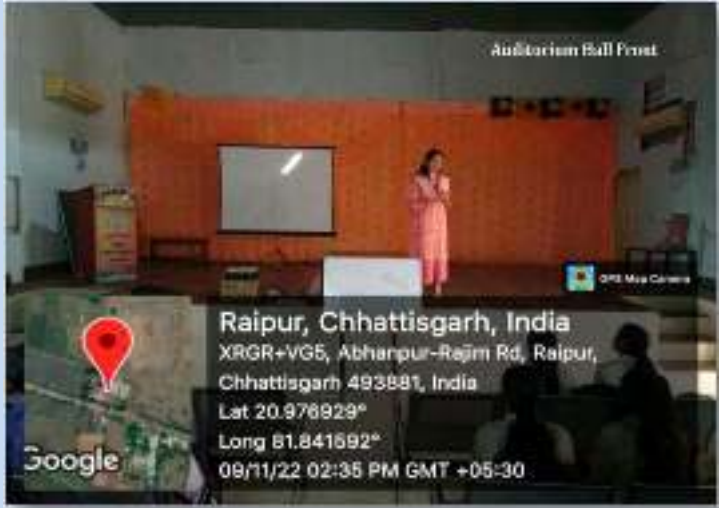 Auditorium Hall Front
GPS Map Camera
Raipur, Chhattisgarh, India
XRGR+VG5, Abhanpur-Rajim Rd, Raipur,
Chhattisgarh 493881, India
Lat 20.976929°
Long 81.841592°
09/11/22 02:35 PM GMT +05:30
Google